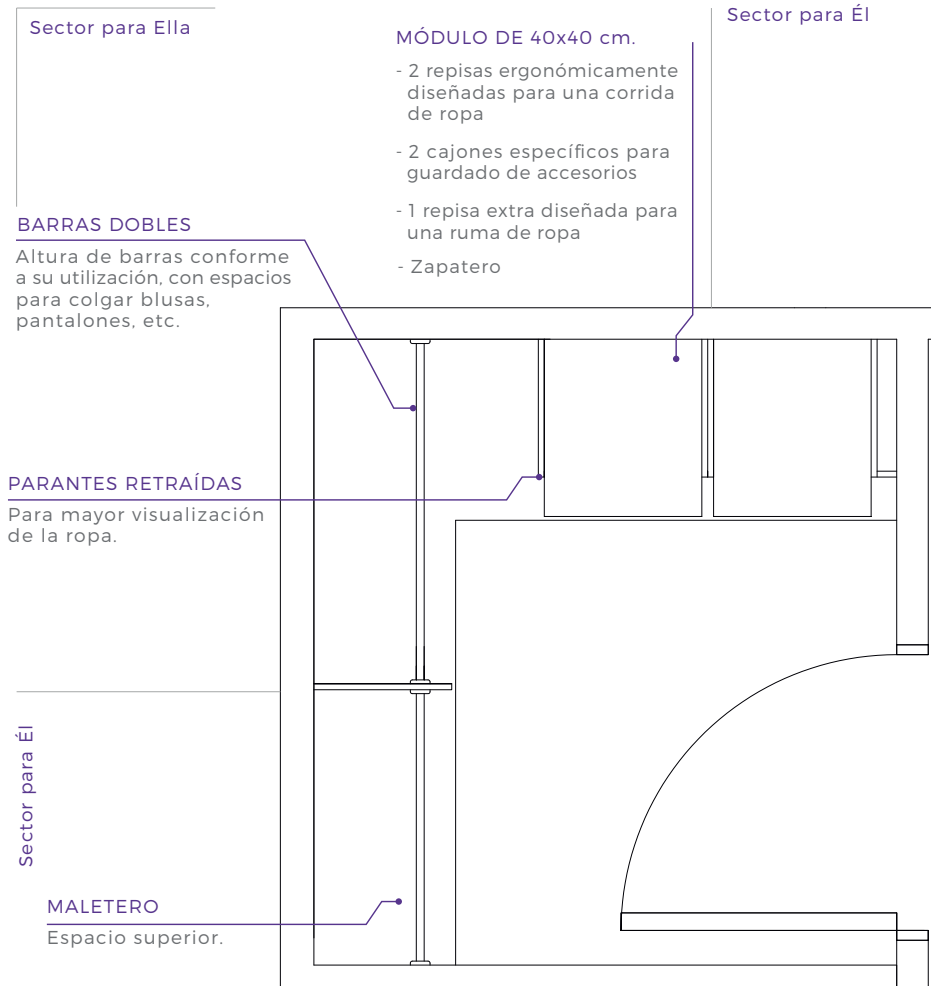 Sector para Ella
Sector para Él
MÓDULO DE 40x40 cm.
- 2 repisas ergonómicamente
diseñadas para una corrida
de ropa
- 2 cajones específicos para
guardado de accesorios
- 1 repisa extra diseñada para
una ruma de ropa
- Zapatero
BARRAS DOBLES
Altura de barras conforme
a su utilización, con espacios
para colgar blusas,
pantalones, etc.
PARANTES RETRAÍDAS
Para mayor visualización
de la ropa.
Sector para Él
MALETERO
Espacio superior.